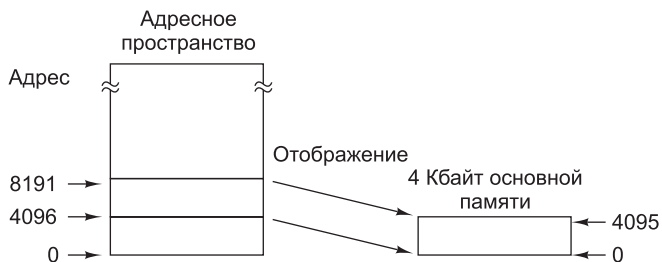 Адресное
пространство
Адрес
Отображение
4 Кбайт основной
памяти
8191
4096
0
4095
0